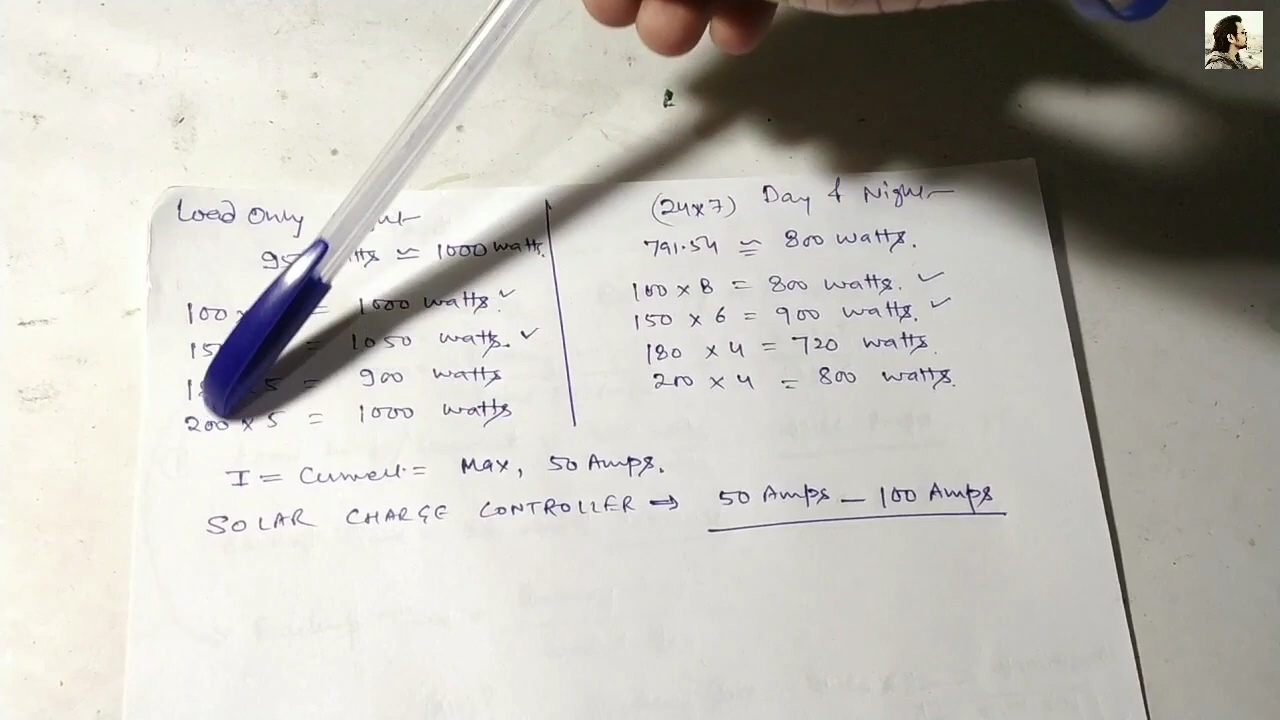 Load Only
≃ 1000 watts.
100 = 1000 watts. ✓
= 1050 watts. ✓
5 = 900 watts
200 × 5 = 1000 watts
(24x7) Day & Night
791.54 ≃ 800 watts.
100 × 8 = 800 watts. ✓
150 × 6 = 900 watts. ✓
180 × 4 = 720 watts.
200 × 4 = 800 watts.
I = Current = Max, 50 Amps.
SOLAR CHARGE CONTROLLER → 50 Amps — 100 Amps